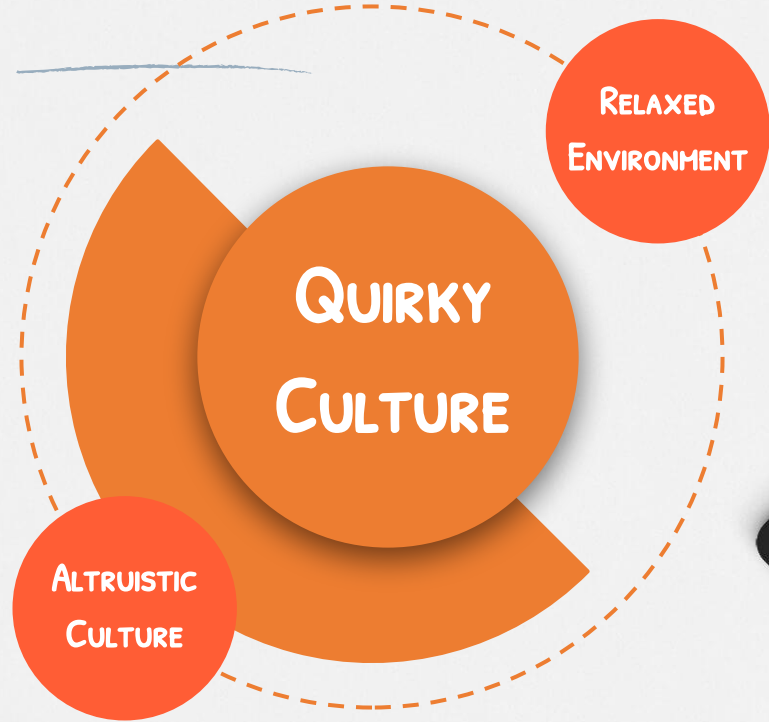 Relaxed
Environment
Quirky
Culture
Altruistic
Culture